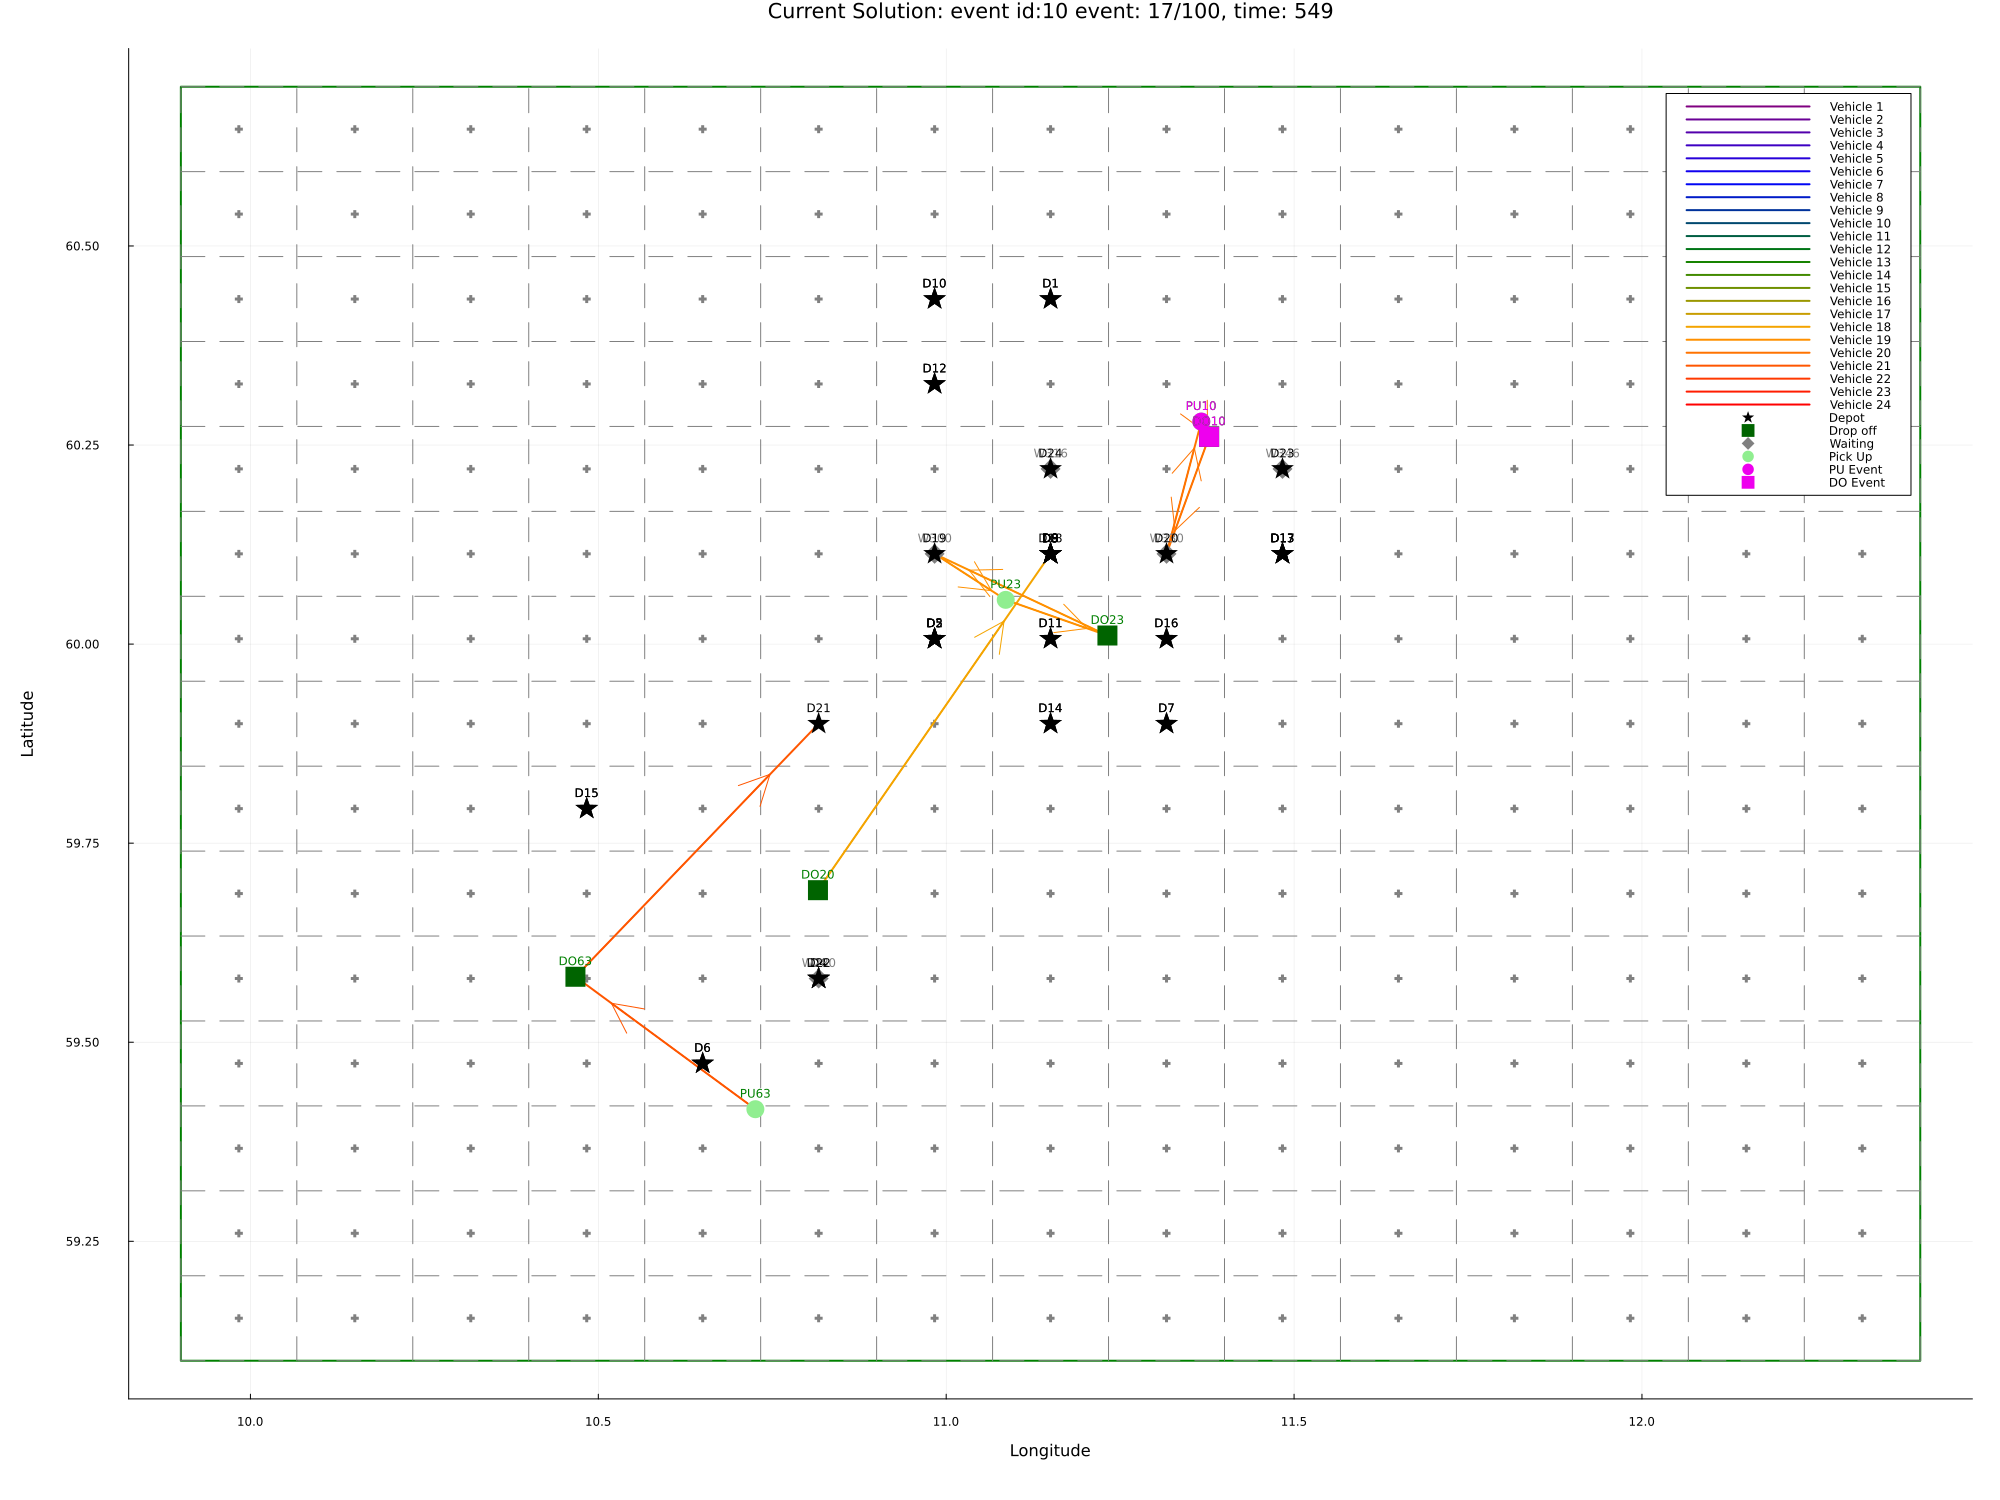 Current Solution: event id:10 event: 17/100, time: 549
Vehicle 1
Vehicle 2
Vehicle 3
Vehicle 4
Vehicle 5
Vehicle 6
Vehicle 7
Vehicle 8
Vehicle 9
Vehicle 10
Vehicle 11
Vehicle 12
Vehicle 13
Vehicle 14
Vehicle 15
Vehicle 16
Vehicle 17
Vehicle 18
Vehicle 19
Vehicle 20
Vehicle 21
Vehicle 22
Vehicle 23
Vehicle 24
Depot
Drop off
Waiting
Pick Up
PU Event
DO Event
60.50
D10
D1
D12
PU10
60.25
D24
D23
D19
D20
PU23
DO23
D11
D16
60.00
D21
D14
D7
D15
59.75
DO20
DO63
D22
D6
59.50
PU63
59.25
10.0
10.5
11.0
11.5
12.0
Longitude
Latitude